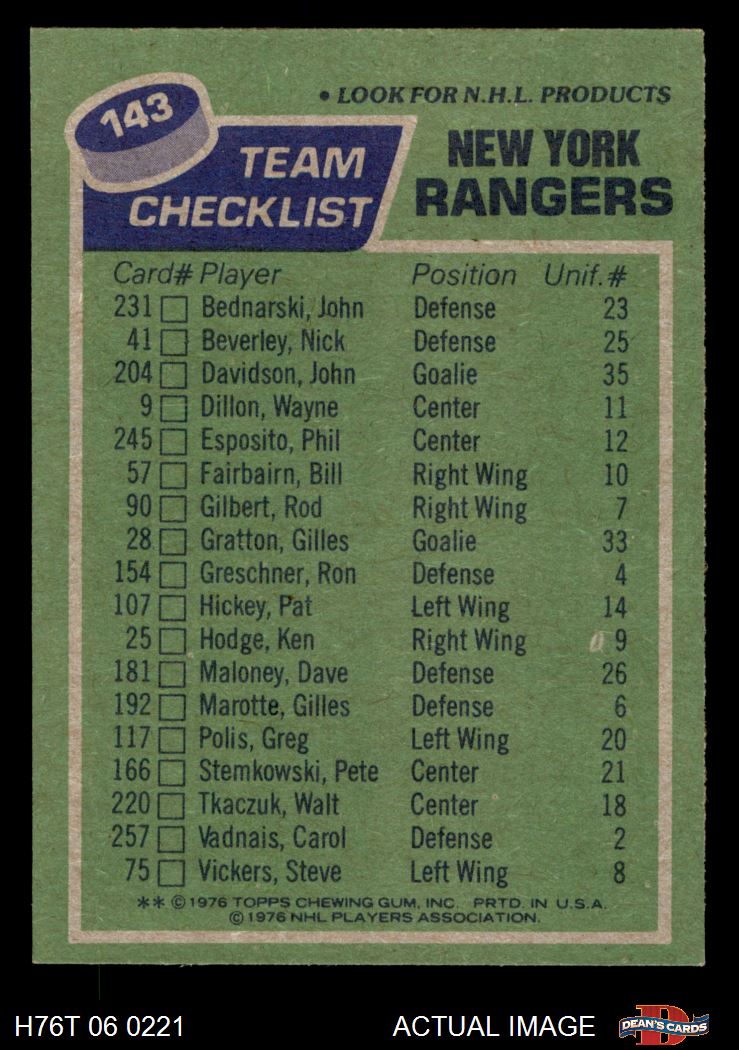 143
• LOOK FOR N.H.L. PRODUCTS
TEAM CHECKLIST
NEW YORK RANGERS
Card# Player Position Unif.#
231 Bednarski, John Defense 23
41 Beverley, Nick Defense 25
204 Davidson, John Goalie 35
9 Dillon, Wayne Center 11
245 Esposito, Phil Center 12
57 Fairbairn, Bill Right Wing 10
90 Gilbert, Rod Right Wing 7
28 Gratton, Gilles Goalie 33
154 Greschner, Ron Defense 4
107 Hickey, Pat Left Wing 14
25 Hodge, Ken Right Wing 9
181 Maloney, Dave Defense 26
192 Marotte, Gilles Defense 6
117 Polis, Greg Left Wing 20
166 Stemkowski, Pete Center 21
220 Tkaczuk, Walt Center 18
257 Vadnais, Carol Defense 2
75 Vickers, Steve Left Wing 8
** ©1976 TOPPS CHEWING GUM, INC. PRTD. IN U.S.A.
©1976 NHL PLAYERS ASSOCIATION.
H76T 06 0221 ACTUAL IMAGE
D
DEAN'S CARDS